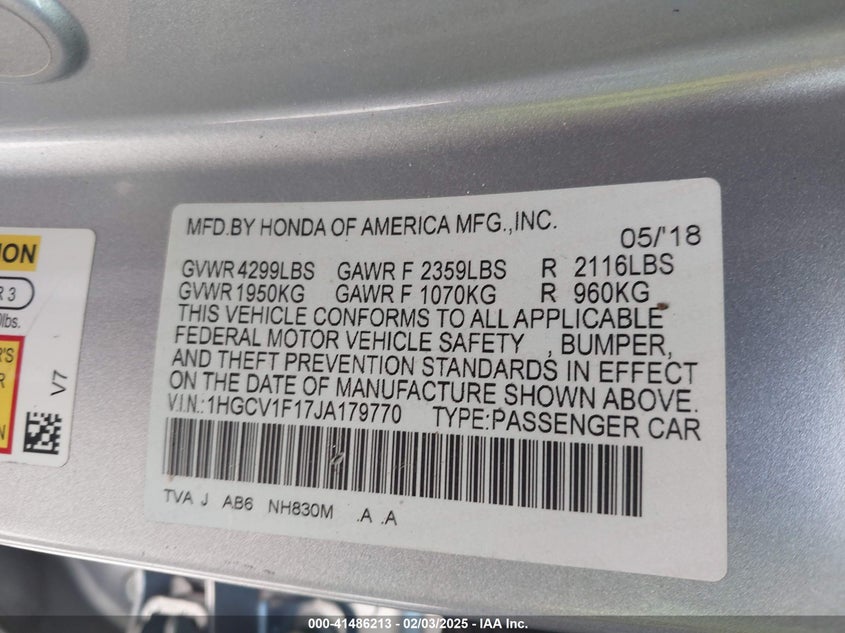 MFD.BY HONDA OF AMERICA MFG.,INC. 05/'18
GVWR 4299LBS GAWR F 2359LBS R 2116LBS
GVWR 1950KG GAWR F 1070KG R 960KG
THIS VEHICLE CONFORMS TO ALL APPLICABLE
FEDERAL MOTOR VEHICLE SAFETY , BUMPER,
AND THEFT PREVENTION STANDARDS IN EFFECT
ON THE DATE OF MANUFACTURE SHOWN ABOVE.
V.I.N.:1HGCV1F17JA179770 TYPE:PASSENGER CAR
TVA J AB6 NH830M .A .A
R 3
lbs.
V7
000-41486213 - 02/03/2025 - IAA Inc.